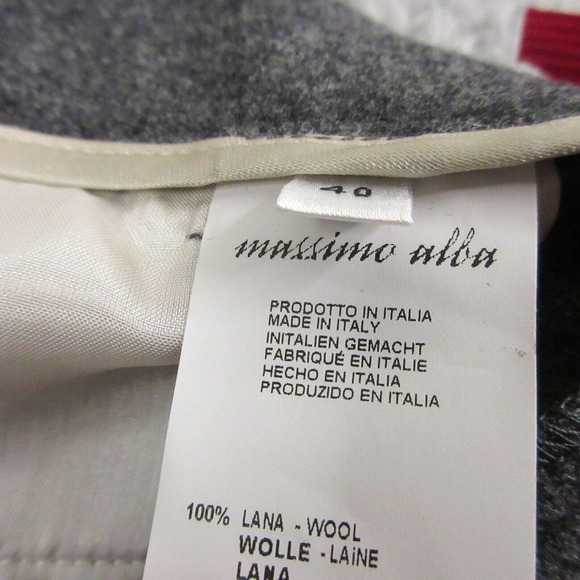 40
massimo alba
PRODOTTO IN ITALIA
MADE IN ITALY
INITALIEN GEMACHT
FABRIQUÉ EN ITALIE
HECHO EN ITALIA
PRODUZIDO EN ITALIA
100% LANA - WOOL
WOLLE - LAiNE
LANA